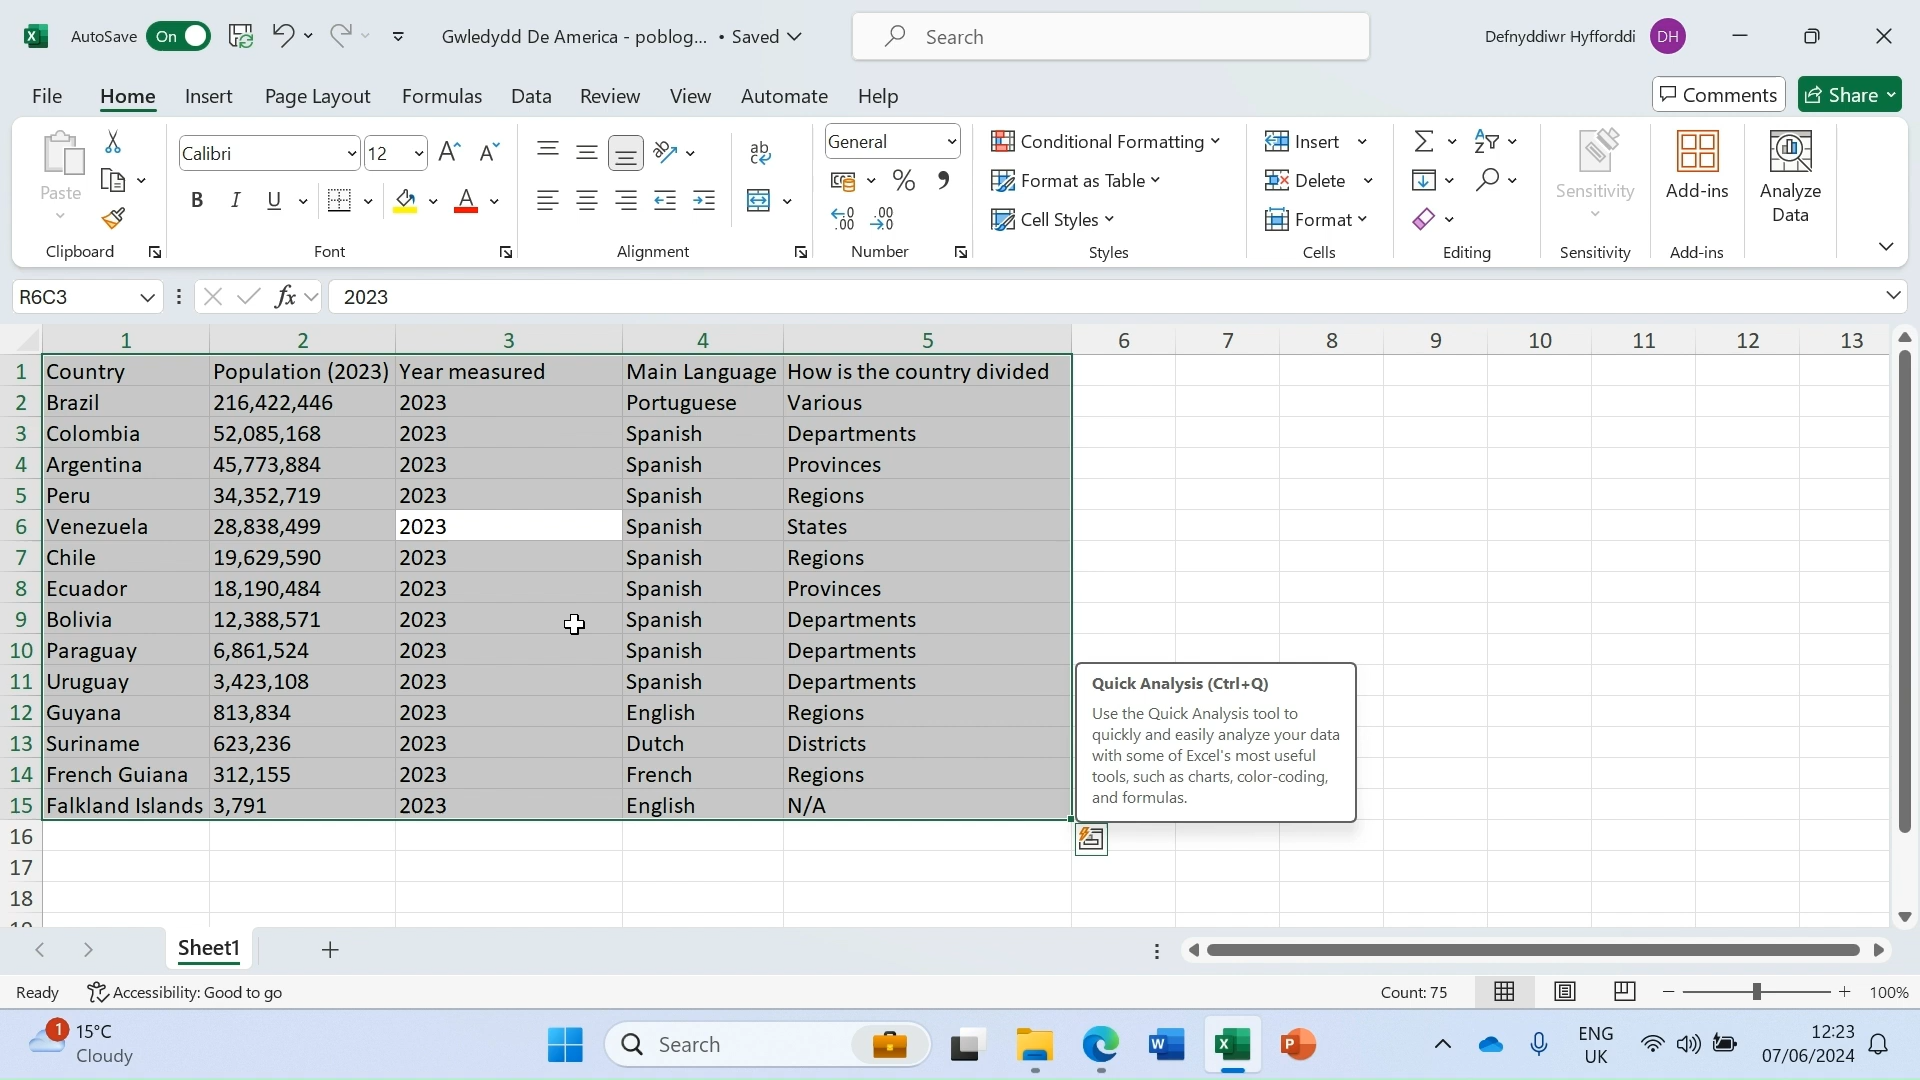 AutoSave On Gwledydd De America - poblog... • Saved Search Defnyddiwr Hyfforddi DH
File Home Insert Page Layout Formulas Data Review View Automate Help Comments Share
Paste Calibri 12 General Conditional Formatting Insert Sensitivity Add-ins Analyze Data
B I U Format as Table Delete
Cell Styles Format
Clipboard Font Alignment Number Styles Cells Editing Sensitivity Add-ins
R6C3 fx 2023
1 2 3 4 5 6 7 8 9 10 11 12 13
1 Country Population (2023) Year measured Main Language How is the country divided
2 Brazil 216,422,446 2023 Portuguese Various
3 Colombia 52,085,168 2023 Spanish Departments
4 Argentina 45,773,884 2023 Spanish Provinces
5 Peru 34,352,719 2023 Spanish Regions
6 Venezuela 28,838,499 2023 Spanish States
7 Chile 19,629,590 2023 Spanish Regions
8 Ecuador 18,190,484 2023 Spanish Provinces
9 Bolivia 12,388,571 2023 Spanish Departments
10 Paraguay 6,861,524 2023 Spanish Departments
11 Uruguay 3,423,108 2023 Spanish Departments
12 Guyana 813,834 2023 English Regions
13 Suriname 623,236 2023 Dutch Districts
14 French Guiana 312,155 2023 French Regions
15 Falkland Islands 3,791 2023 English N/A
16
17
18
Quick Analysis (Ctrl+Q)
Use the Quick Analysis tool to
quickly and easily analyze your data
with some of Excel's most useful
tools, such as charts, color-coding,
and formulas.
Sheet1
Ready Accessibility: Good to go Count: 75 100%
1 15°C
Cloudy
Search
ENG
UK
12:23
07/06/2024